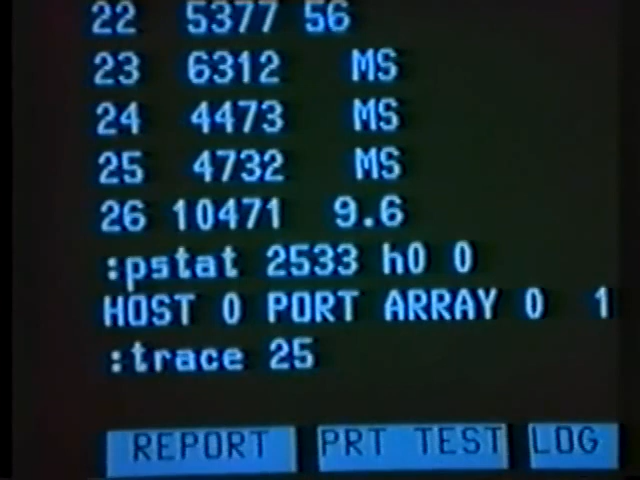 22 5377 56
23 6312 MS
24 4473 MS
25 4732 MS
26 10471 9.6
:pstat 2533 h0 0
HOST 0 PORT ARRAY 0 1
:trace 25
REPORT PRT TEST LOG